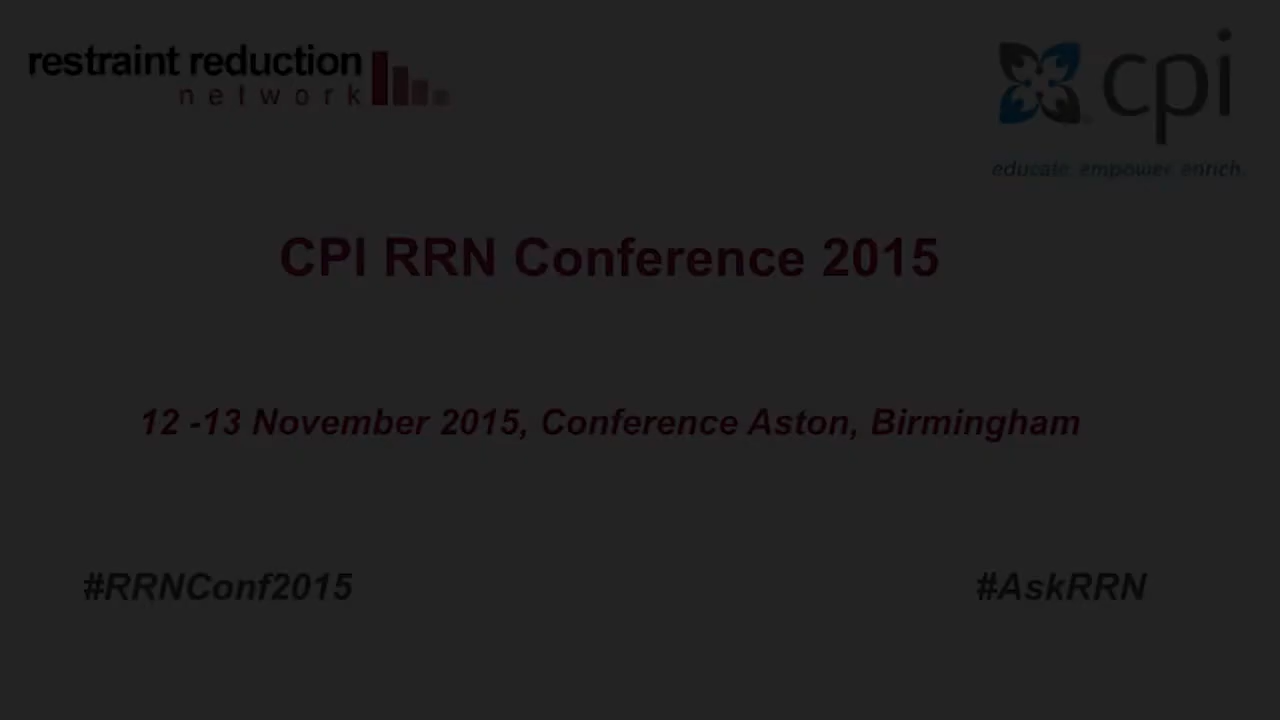 restraint reduction
network
cpi
educate. empower. enrich.
CPI RRN Conference 2015
12 -13 November 2015, Conference Aston, Birmingham
#RRNConf2015
#AskRRN